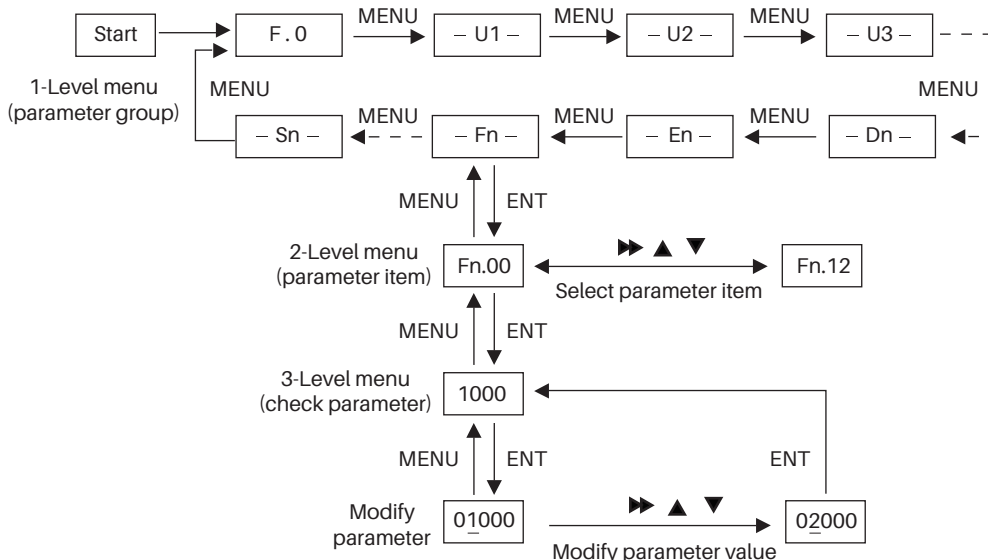 Start
F.0
MENU
– U1 –
MENU
– U2 –
MENU
– U3 –
1-Level menu
(parameter group)
MENU
MENU
– Sn –
MENU
– Fn –
MENU
– En –
MENU
– Dn –
MENU
ENT
2-Level menu
(parameter item)
Fn.00
Select parameter item
Fn.12
MENU
ENT
3-Level menu
(check parameter)
1000
MENU
ENT
ENT
Modify
parameter
01000
Modify parameter value
02000